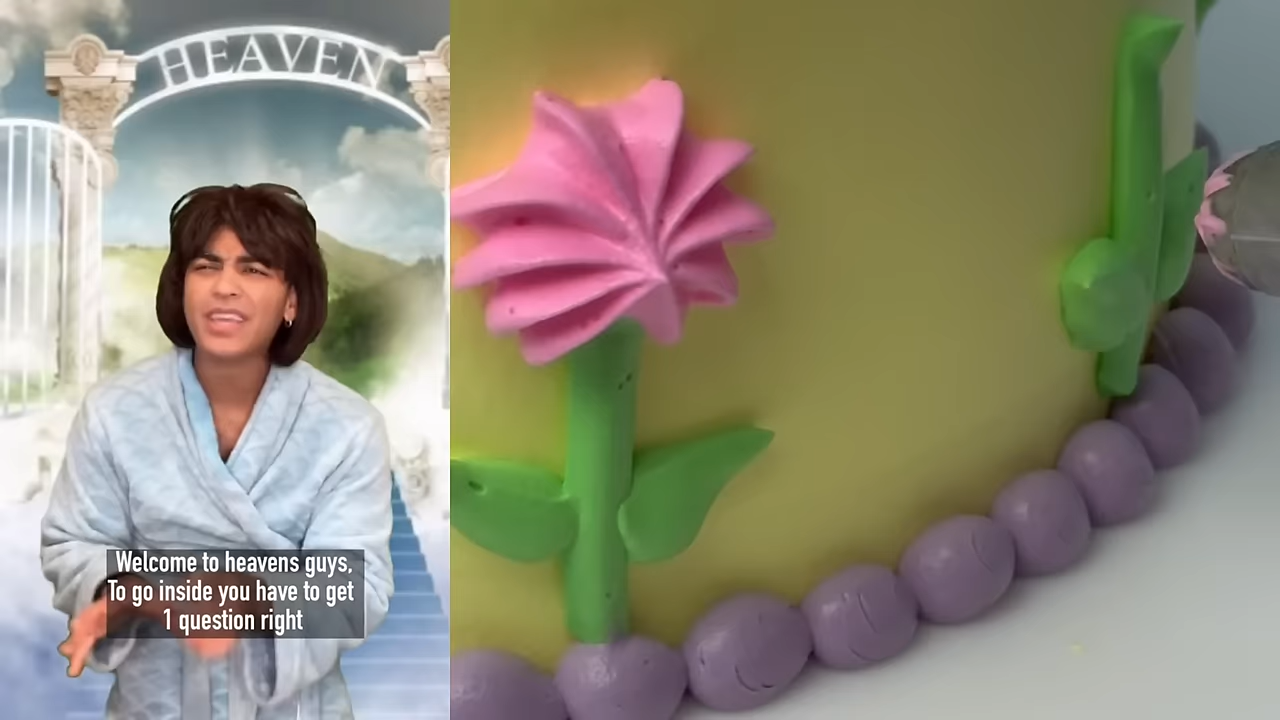 HEAVEN
Welcome to heavens guys,
To go inside you have to get
1 question right